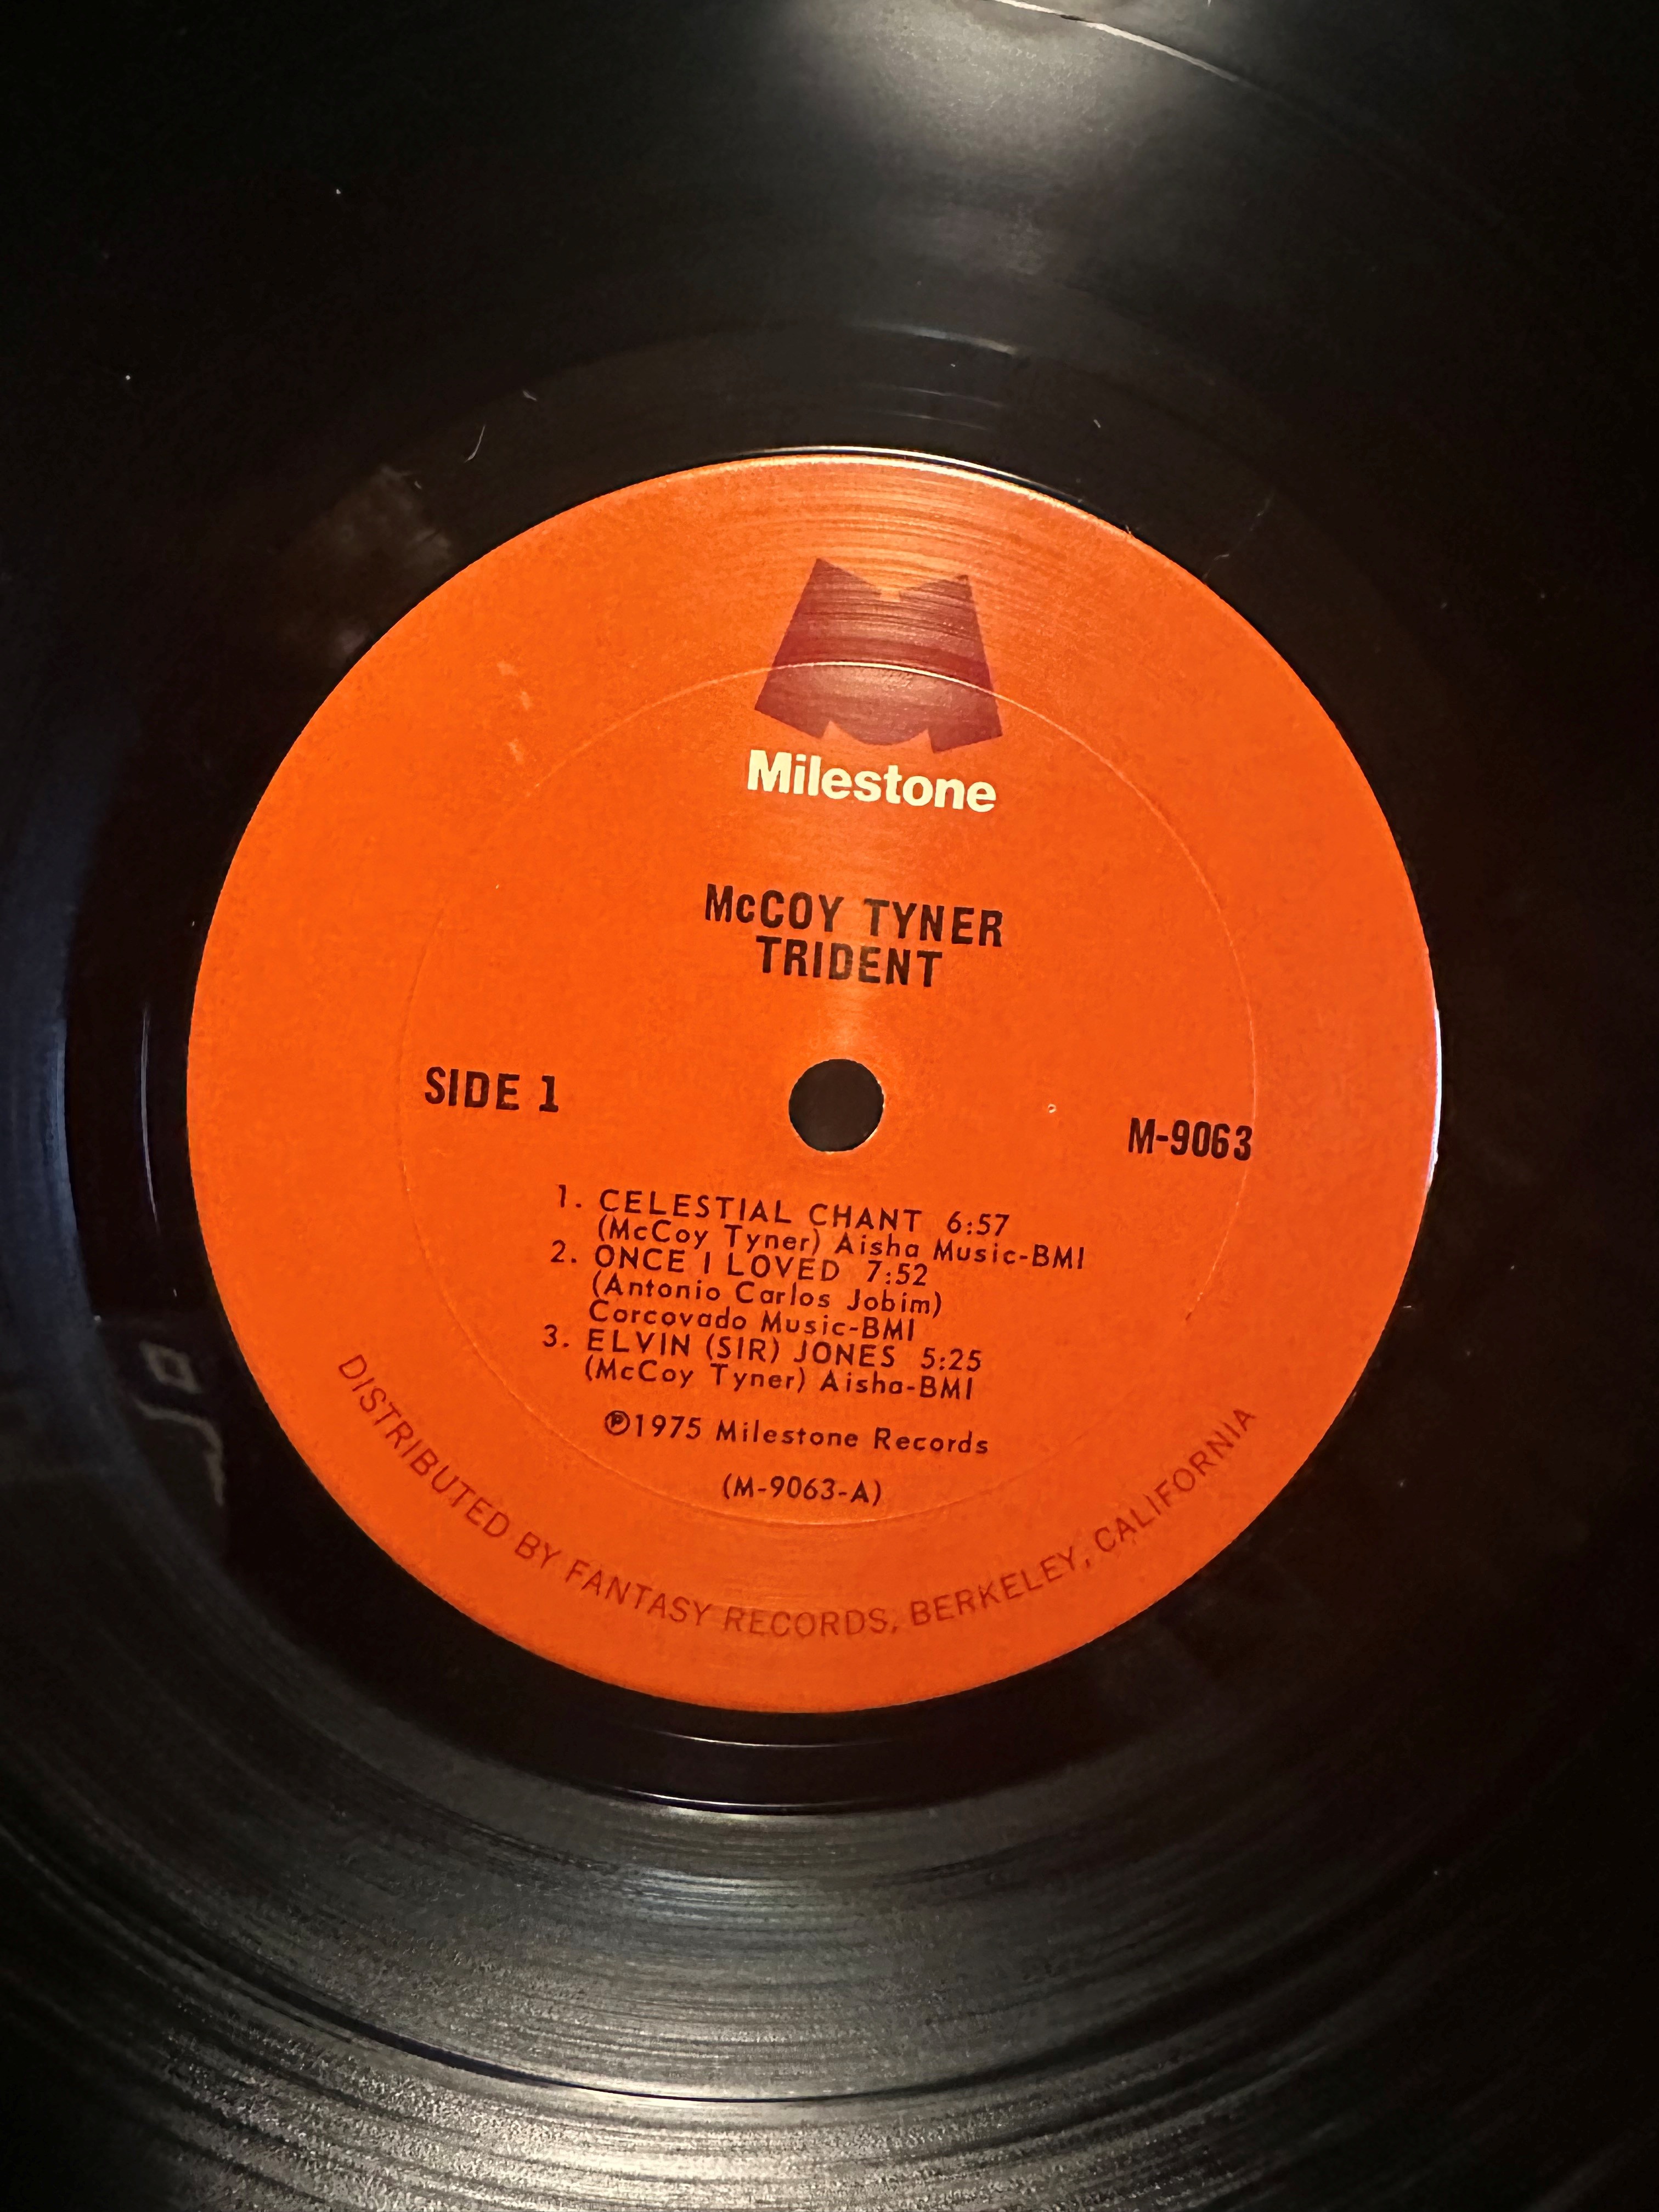 Milestone
McCOY TYNER
TRIDENT
SIDE 1
M-9063
1. CELESTIAL CHANT 6:57
(McCoy Tyner) Aisha Music-BMI
2. ONCE I LOVED 7:52
(Antonio Carlos Jobim)
Corcovado Music-BMI
3. ELVIN (SIR) JONES 5:25
(McCoy Tyner) Aisha-BMI
℗1975 Milestone Records
(M-9063-A)
DISTRIBUTED BY FANTASY RECORDS, BERKELEY, CALIFORNIA